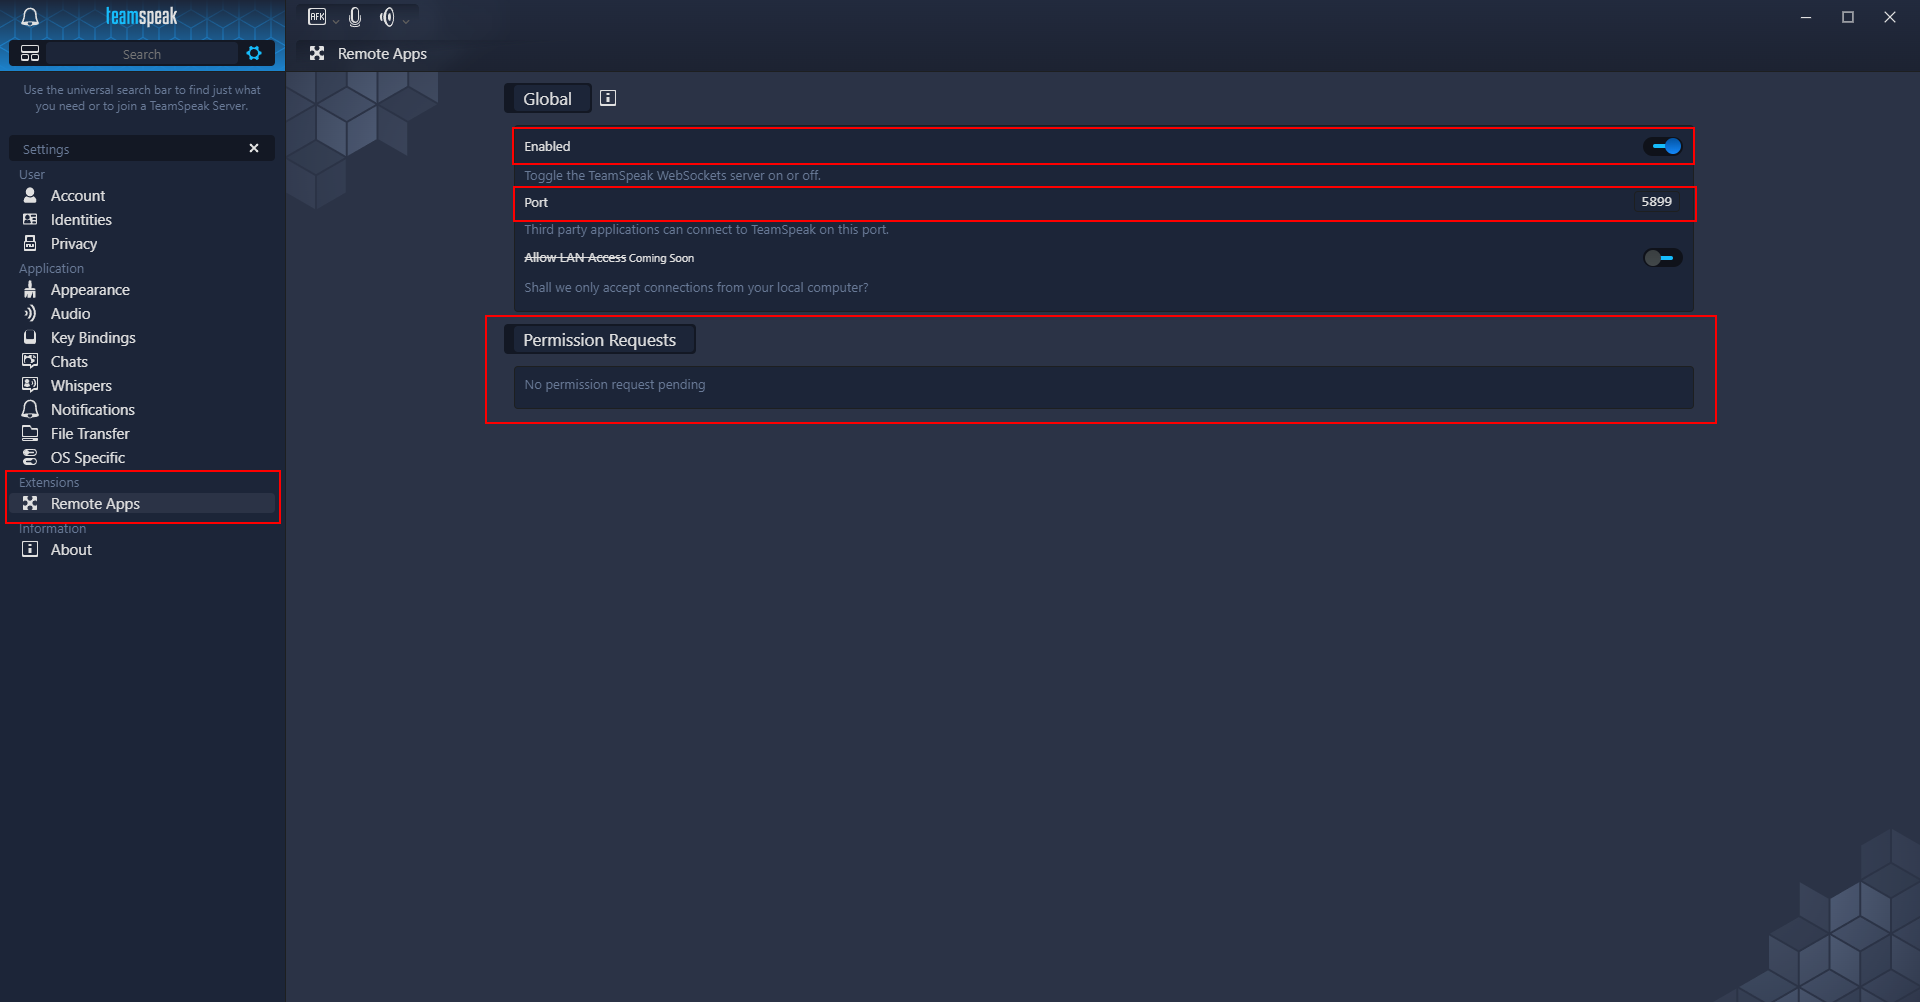 teamspeak
Search
Use the universal search bar to find just what
you need or to join a TeamSpeak Server.
Settings
User
Account
Identities
Privacy
Application
Appearance
Audio
Key Bindings
Chats
Whispers
Notifications
File Transfer
OS Specific
Extensions
Remote Apps
Information
About
AFK
Remote Apps
Global
Enabled
Toggle the TeamSpeak WebSockets server on or off.
Port 5899
Third party applications can connect to TeamSpeak on this port.
Allow LAN Access Coming Soon
Shall we only accept connections from your local computer?
Permission Requests
No permission request pending